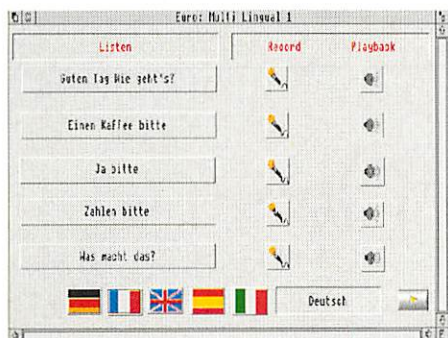 Euro: Multi Lingual 1
Listen Record Playback
Guten Tag Wie geht's?
Einen Kaffee bitte
Ja bitte
Zahlen bitte
Was macht das?
Deutsch